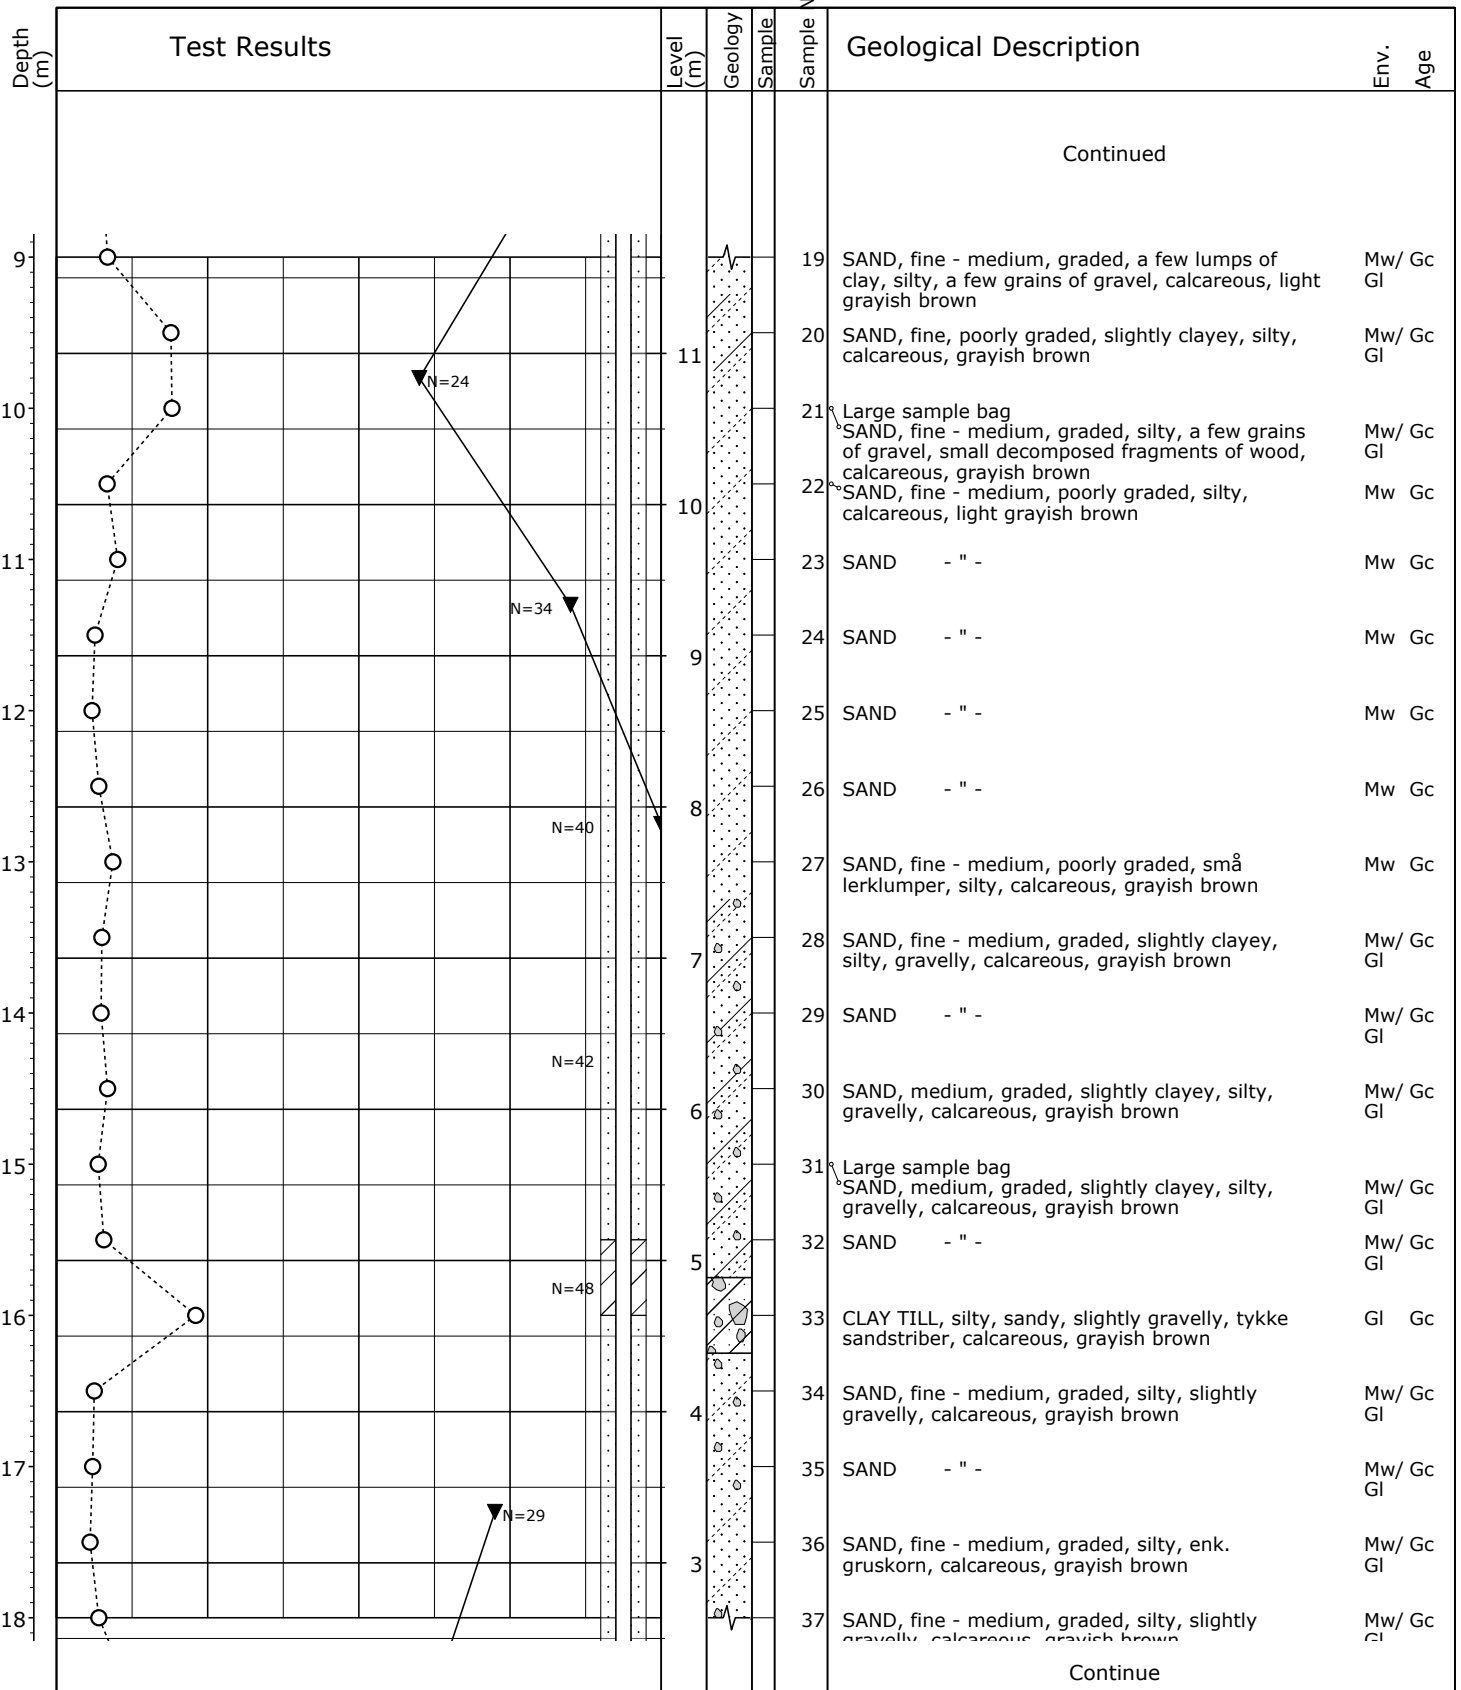 Depth (m)
Test Results
Level (m)
Geology
Sample
Sample
Geological Description
Env.
Age
Continued
9
19 SAND, fine - medium, graded, a few lumps of Mw/ Gc
clay, silty, a few grains of gravel, calcareous, light Gl
grayish brown
20 SAND, fine, poorly graded, slightly clayey, silty, Mw/ Gc
11 calcareous, grayish brown Gl
N=24
10 21 Large sample bag
SAND, fine - medium, graded, silty, a few grains Mw/ Gc
of gravel, small decomposed fragments of wood, Gl
calcareous, grayish brown
22 SAND, fine - medium, poorly graded, silty, Mw Gc
10 calcareous, light grayish brown
11 23 SAND - " - Mw Gc
N=34
24 SAND - " - Mw Gc
9
12 25 SAND - " - Mw Gc
26 SAND - " - Mw Gc
8
N=40
13 27 SAND, fine - medium, poorly graded, små Mw Gc
lerklumper, silty, calcareous, grayish brown
28 SAND, fine - medium, graded, slightly clayey, Mw/ Gc
7 silty, gravelly, calcareous, grayish brown Gl
14 29 SAND - " - Mw/ Gc
Gl
N=42
30 SAND, medium, graded, slightly clayey, silty, Mw/ Gc
6 gravelly, calcareous, grayish brown Gl
15 31 Large sample bag
SAND, medium, graded, slightly clayey, silty, Mw/ Gc
gravelly, calcareous, grayish brown Gl
32 SAND - " - Mw/ Gc
5 Gl
N=48
16 33 CLAY TILL, silty, sandy, slightly gravelly, tykke Gl Gc
sandstriber, calcareous, grayish brown
34 SAND, fine - medium, graded, silty, slightly Mw/ Gc
4 gravelly, calcareous, grayish brown Gl
17 35 SAND - " - Mw/ Gc
Gl
N=29
36 SAND, fine - medium, graded, silty, enk. Mw/ Gc
3 gruskorn, calcareous, grayish brown Gl
18 37 SAND, fine - medium, graded, silty, slightly Mw/ Gc
gravelly, calcareous, grayish brown Gl
Continue